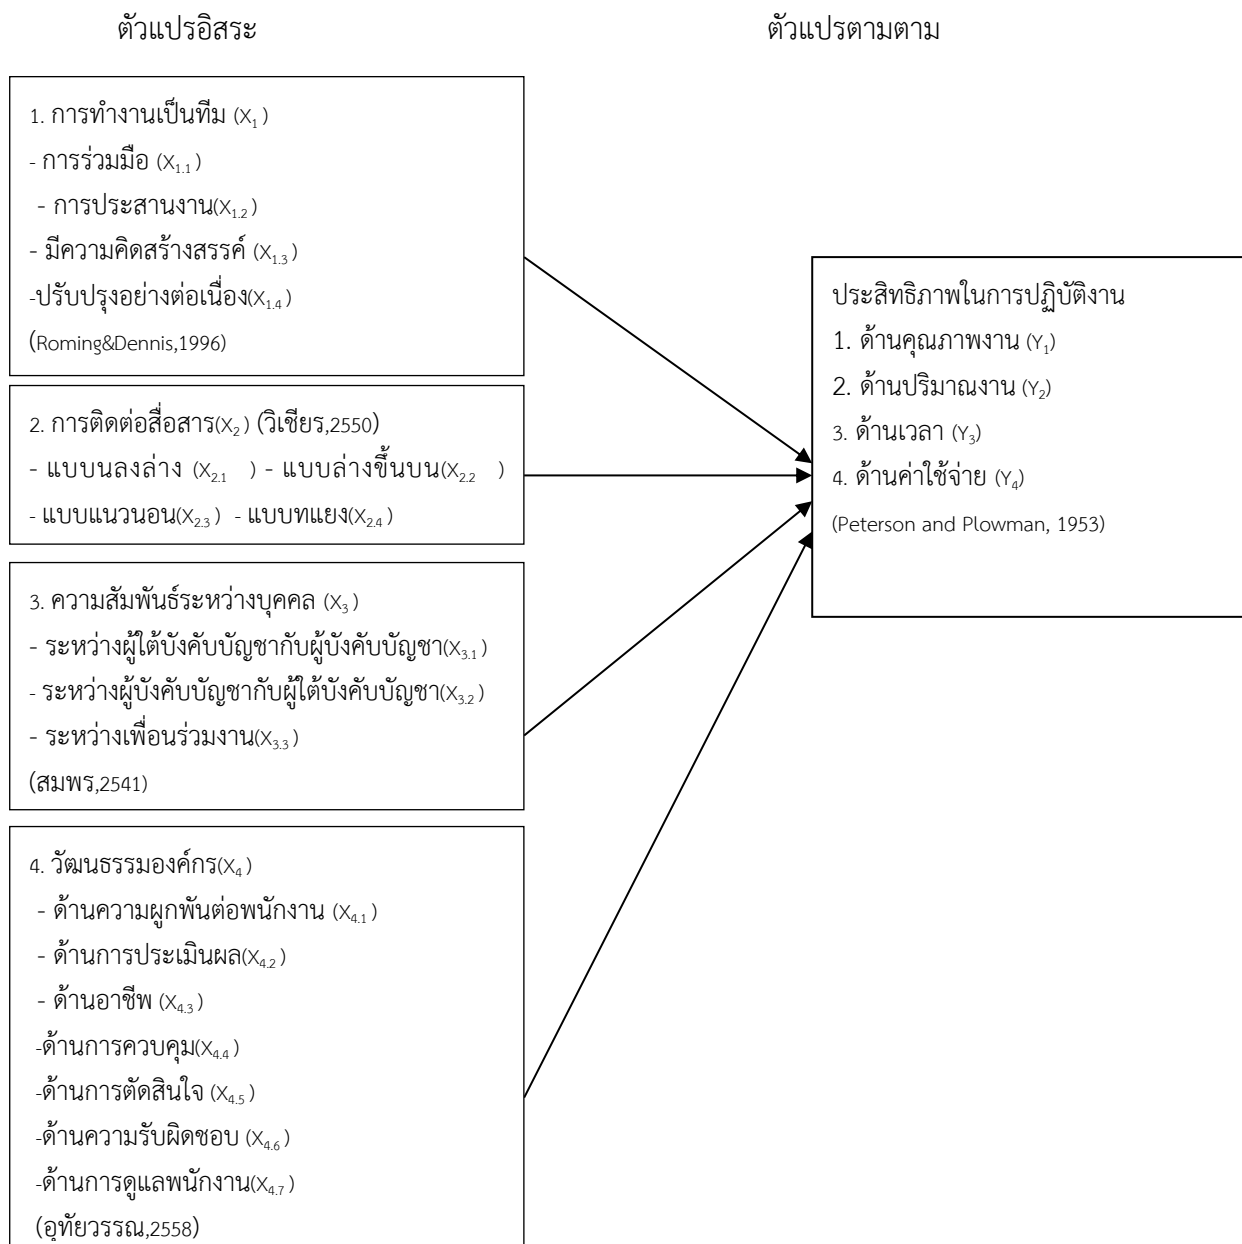 ตัวแปรอิสระ
ตัวแปรตามตาม
1. การทำงานเป็นทีม (X1)
- การร่วมมือ (X1.1)
- การประสานงาน(X1.2)
- มีความคิดสร้างสรรค์ (X1.3)
-ปรับปรุงอย่างต่อเนื่อง(X1.4)
(Roming&Dennis,1996)
2. การติดต่อสื่อสาร(X2) (วิเชียร,2550)
- แบบนลงล่าง (X2.1 ) - แบบล่างขึ้นบน(X2.2 )
- แบบแนวนอน(X2.3) - แบบทแยง(X2.4)
3. ความสัมพันธ์ระหว่างบุคคล (X3)
- ระหว่างผู้ใต้บังคับบัญชากับผู้บังคับบัญชา(X3.1)
- ระหว่างผู้บังคับบัญชากับผู้ใต้บังคับบัญชา(X3.2)
- ระหว่างเพื่อนร่วมงาน(X3.3)
(สมพร,2541)
4. วัฒนธรรมองค์กร(X4)
- ด้านความผูกพันต่อพนักงาน (X4.1)
- ด้านการประเมินผล(X4.2)
- ด้านอาชีพ (X4.3)
-ด้านการควบคุม(X4.4)
-ด้านการตัดสินใจ (X4.5)
-ด้านความรับผิดชอบ (X4.6)
-ด้านการดูแลพนักงาน(X4.7)
(อุทัยวรรณ,2558)
ประสิทธิภาพในการปฏิบัติงาน
1. ด้านคุณภาพงาน (Y1)
2. ด้านปริมาณงาน (Y2)
3. ด้านเวลา (Y3)
4. ด้านค่าใช้จ่าย (Y4)
(Peterson and Plowman, 1953)